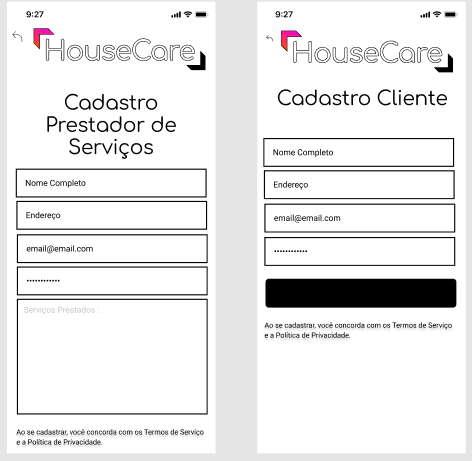 9:27
HouseCare
Cadastro
Prestador de
Serviços
Nome Completo
Endereço
email@email.com
••••••••••••
Serviços Prestados :
Ao se cadastrar, você concorda com os Termos de Serviço
e a Política de Privacidade.
9:27
HouseCare
Cadastro Cliente
Nome Completo
Endereço
email@email.com
••••••••••••
Ao se cadastrar, você concorda com os Termos de Serviço
e a Política de Privacidade.